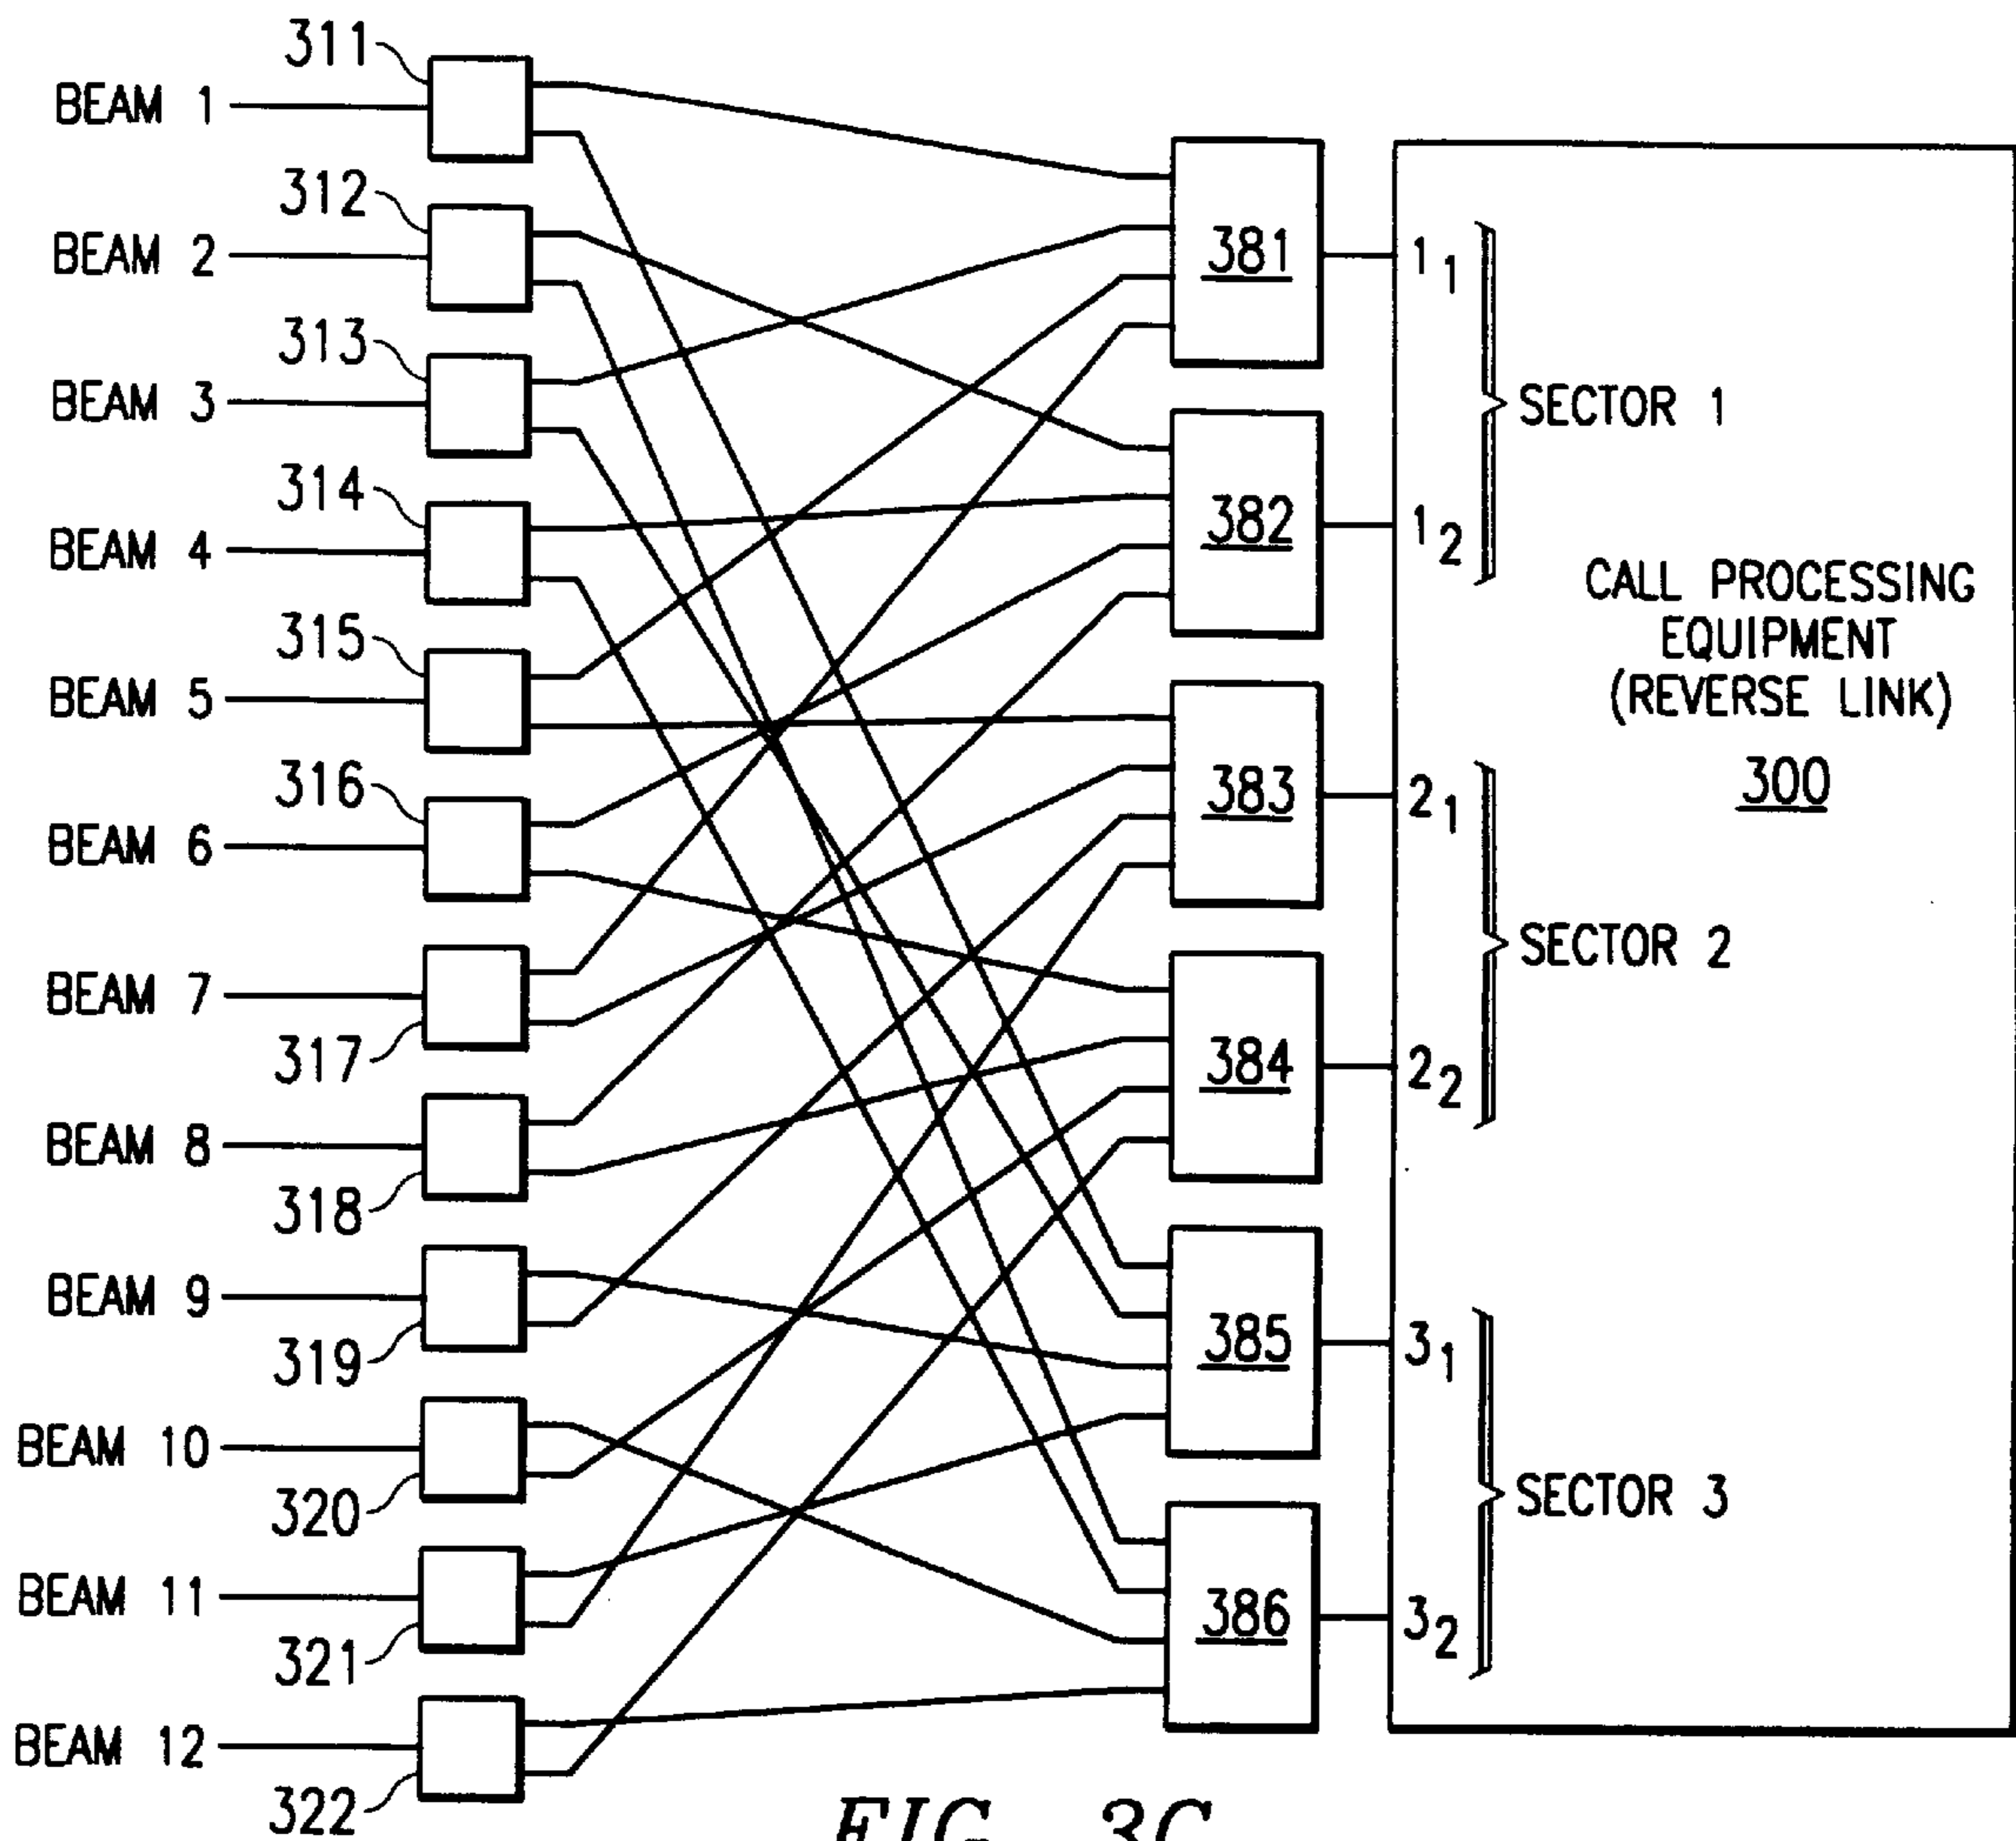 311
BEAM 1
312
BEAM 2
313
BEAM 3
314
BEAM 4
315
BEAM 5
316
BEAM 6
BEAM 7
317
BEAM 8
318
BEAM 9
319
BEAM 10
320
BEAM 11
321
BEAM 12
322
381
382
383
384
385
386
1₁
1₂
SECTOR 1
2₁
2₂
SECTOR 2
3₁
3₂
SECTOR 3
CALL PROCESSING
EQUIPMENT
(REVERSE LINK)
300
FIG. 3C